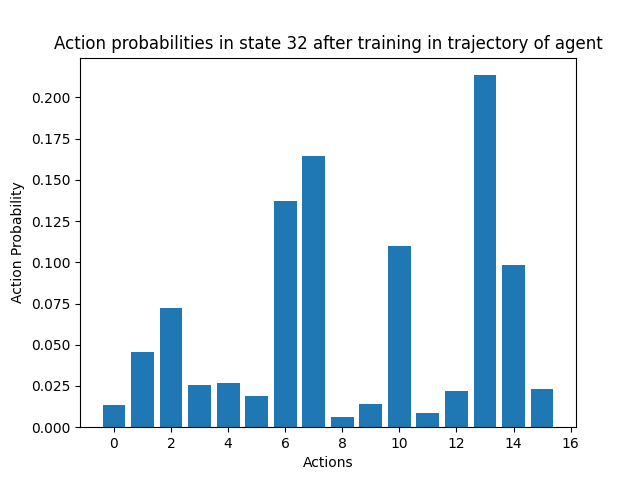 Action probabilities in state 32 after training in trajectory of agent
0.200
0.175
0.150
0.125
0.100
0.075
0.050
0.025
0.000
Action Probability
0 2 4 6 8 10 12 14 16
Actions